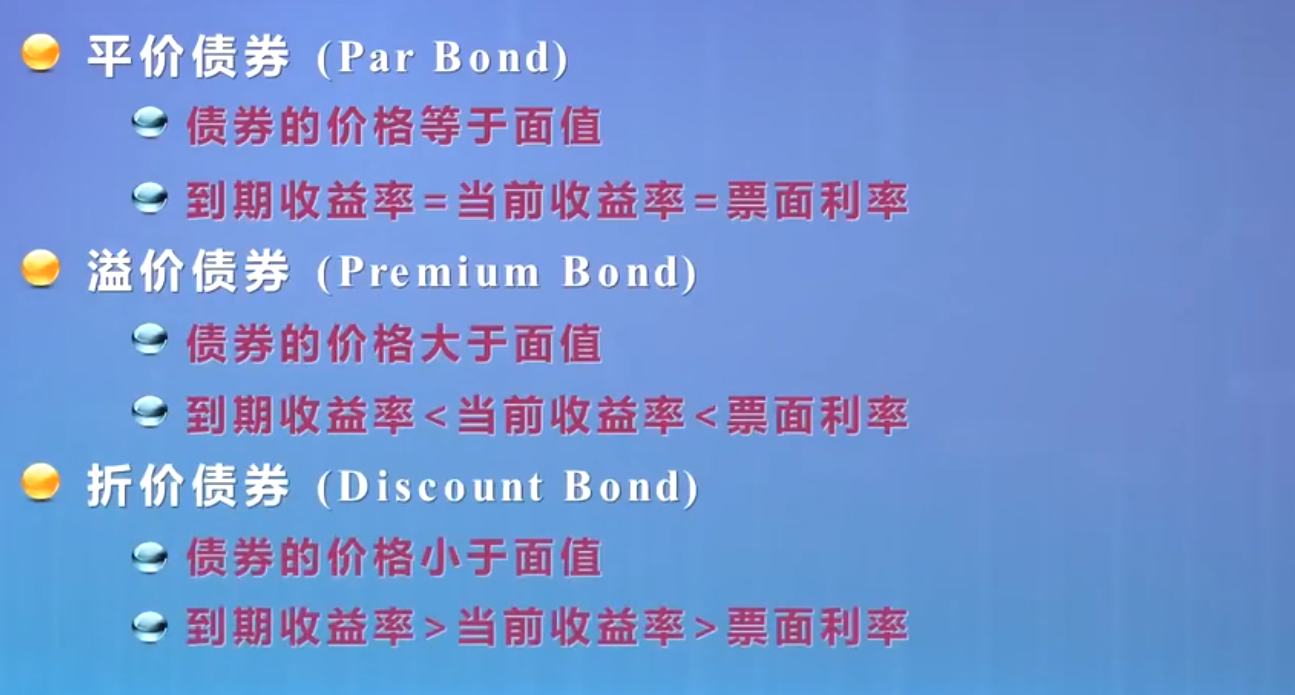 平价债券 (Par Bond)
债券的价格等于面值
到期收益率=当前收益率=票面利率
溢价债券 (Premium Bond)
债券的价格大于面值
到期收益率<当前收益率<票面利率
折价债券 (Discount Bond)
债券的价格小于面值
到期收益率>当前收益率>票面利率